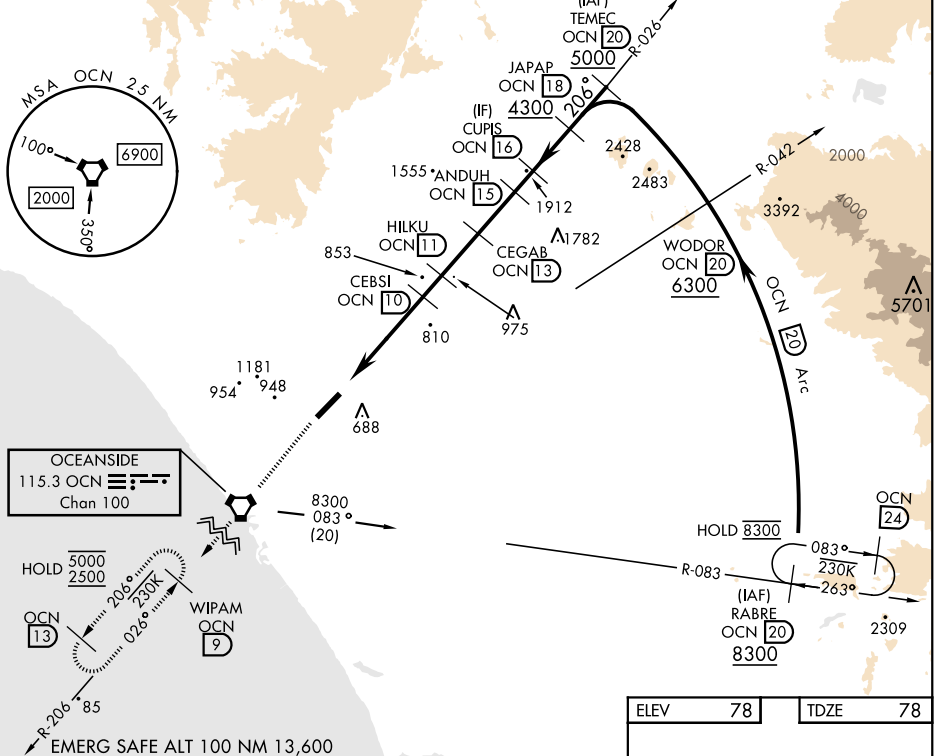 (IAF)
TEMEC
OCN 20
5000
R-026
JAPAP
OCN 18
4300
206°
(IF)
CUPIS
OCN 16
MSA OCN 25 NM
100°
6900
2000
350°
1555
ANDUH
OCN 15
1912
2428
2483
R-042
2000
4000
3392
HILKU
OCN 11
1782
CEGAB
OCN 13
853
CEBSI
OCN 10
WODOR
OCN 20
6300
OCN 20 Arc
5701
975
810
1181
954
948
688
OCEANSIDE
115.3 OCN
Chan 100
8300
083°
(20)
HOLD 8300
OCN
24
083°
230K
263°
R-083
(IAF)
RABRE
OCN 20
8300
2309
HOLD 5000
2500
206°
230K
026°
WIPAM
OCN
9
OCN
13
R-206
85
EMERG SAFE ALT 100 NM 13,600
ELEV 78
TDZE 78